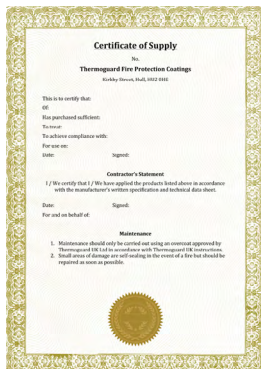 Certificate of Supply
No.
Thermoguard Fire Protection Coatings
Kirkby Street, Hull, HU2 0HE
This is to certify that:
Of:
Has purchased sufficient:
To treat:
To achieve compliance with:
For use on:
Date: Signed:
Contractor's Statement
I / We certify that I / We have applied the products listed above in accordance
with the manufacturer's written specification and technical data sheet.
Date: Signed:
For and on behalf of:
Maintenance
1. Maintenance should only be carried out using an overcoat approved by
Thermoguard UK Ltd in accordance with Thermoguard UK instructions.
2. Small areas of damage are self-sealing in the event of a fire but should be
repaired as soon as possible.